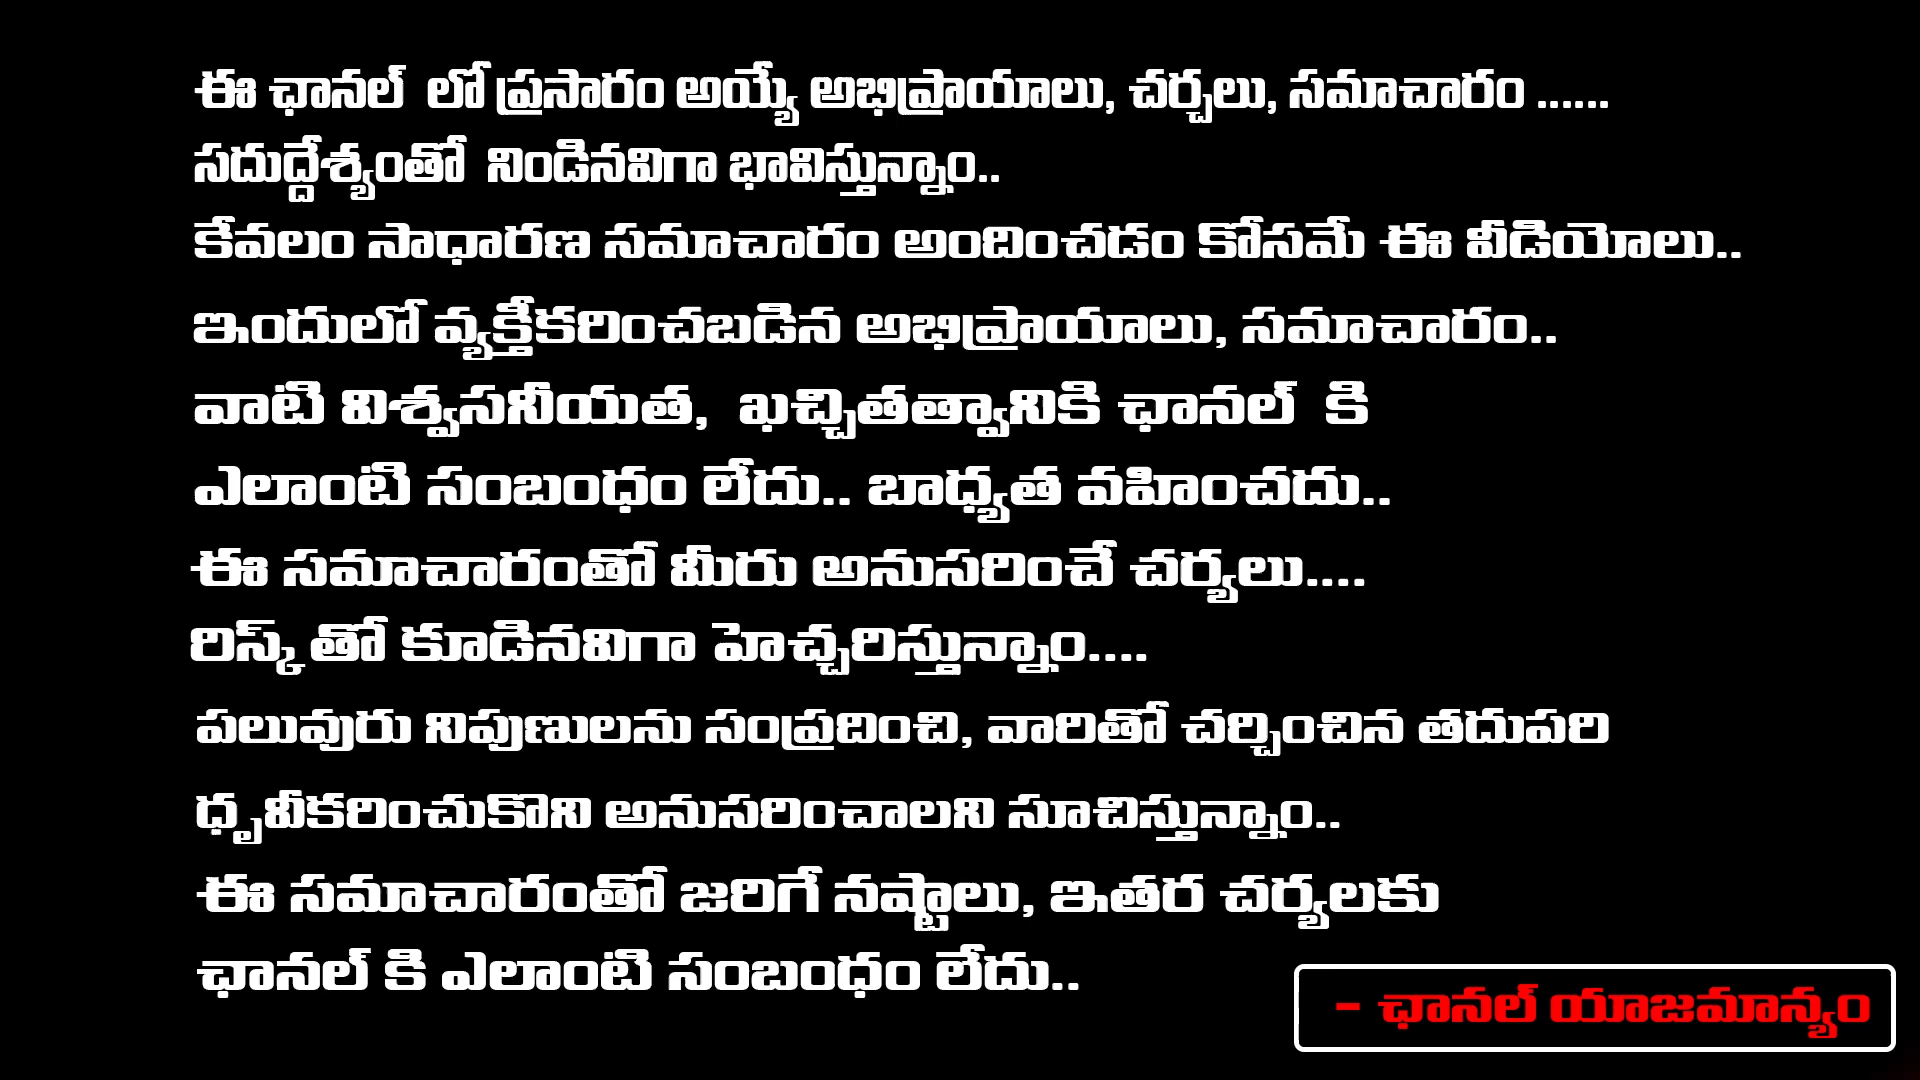 ఈ ఛానల్ లో ప్రసారం అయ్యే అభిప్రాయాలు, చర్చలు, సమాచారం ......
సదుద్దేశ్యంతో నిండినవిగా భావిస్తున్నాం..
కేవలం సాధారణ సమాచారం అందించడం కోసమే ఈ వీడియోలు..
ఇందులో వ్యక్తీకరించబడిన అభిప్రాయాలు, సమాచారం..
వాటి విశ్వసనీయత, ఖచ్చితత్వానికి ఛానల్ కి
ఎలాంటి సంబంధం లేదు.. బాధ్యత వహించదు..
ఈ సమాచారంతో మీరు అనుసరించే చర్యలు....
రిస్క్ తో కూడినవిగా హెచ్చరిస్తున్నాం....
పలువురు నిపుణులను సంప్రదించి, వారితో చర్చించిన తదుపరి
ధృవీకరించుకొని అనుసరించాలని సూచిస్తున్నాం..
ఈ సమాచారంతో జరిగే నష్టాలు, ఇతర చర్యలకు
ఛానల్ కి ఎలాంటి సంబంధం లేదు..
- ఛానల్ యాజమాన్యం